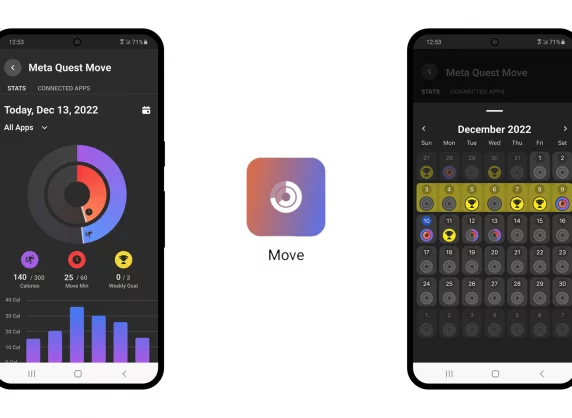 12:53
71%
Meta Quest Move
STATS CONNECTED APPS
Today, Dec 13, 2022
All Apps
140 / 300
Calories
25 / 60
Move Min
0 / 3
Weekly Goal
40 Cal
30 Cal
20 Cal
10 Cal
0 Cal
Move
12:53
71%
Meta Quest Move
STATS CONNECTED APPS
December 2022
Sun Mon Tue Wed Thu Fri Sat
27 28 29 30 31 1 2
3 4 5 6 7 8 9
10 11 12 13 14 15 16
17 18 19 20 21 22 23
24 25 26 27 28 29 30
1 2 3 4 5 6 7